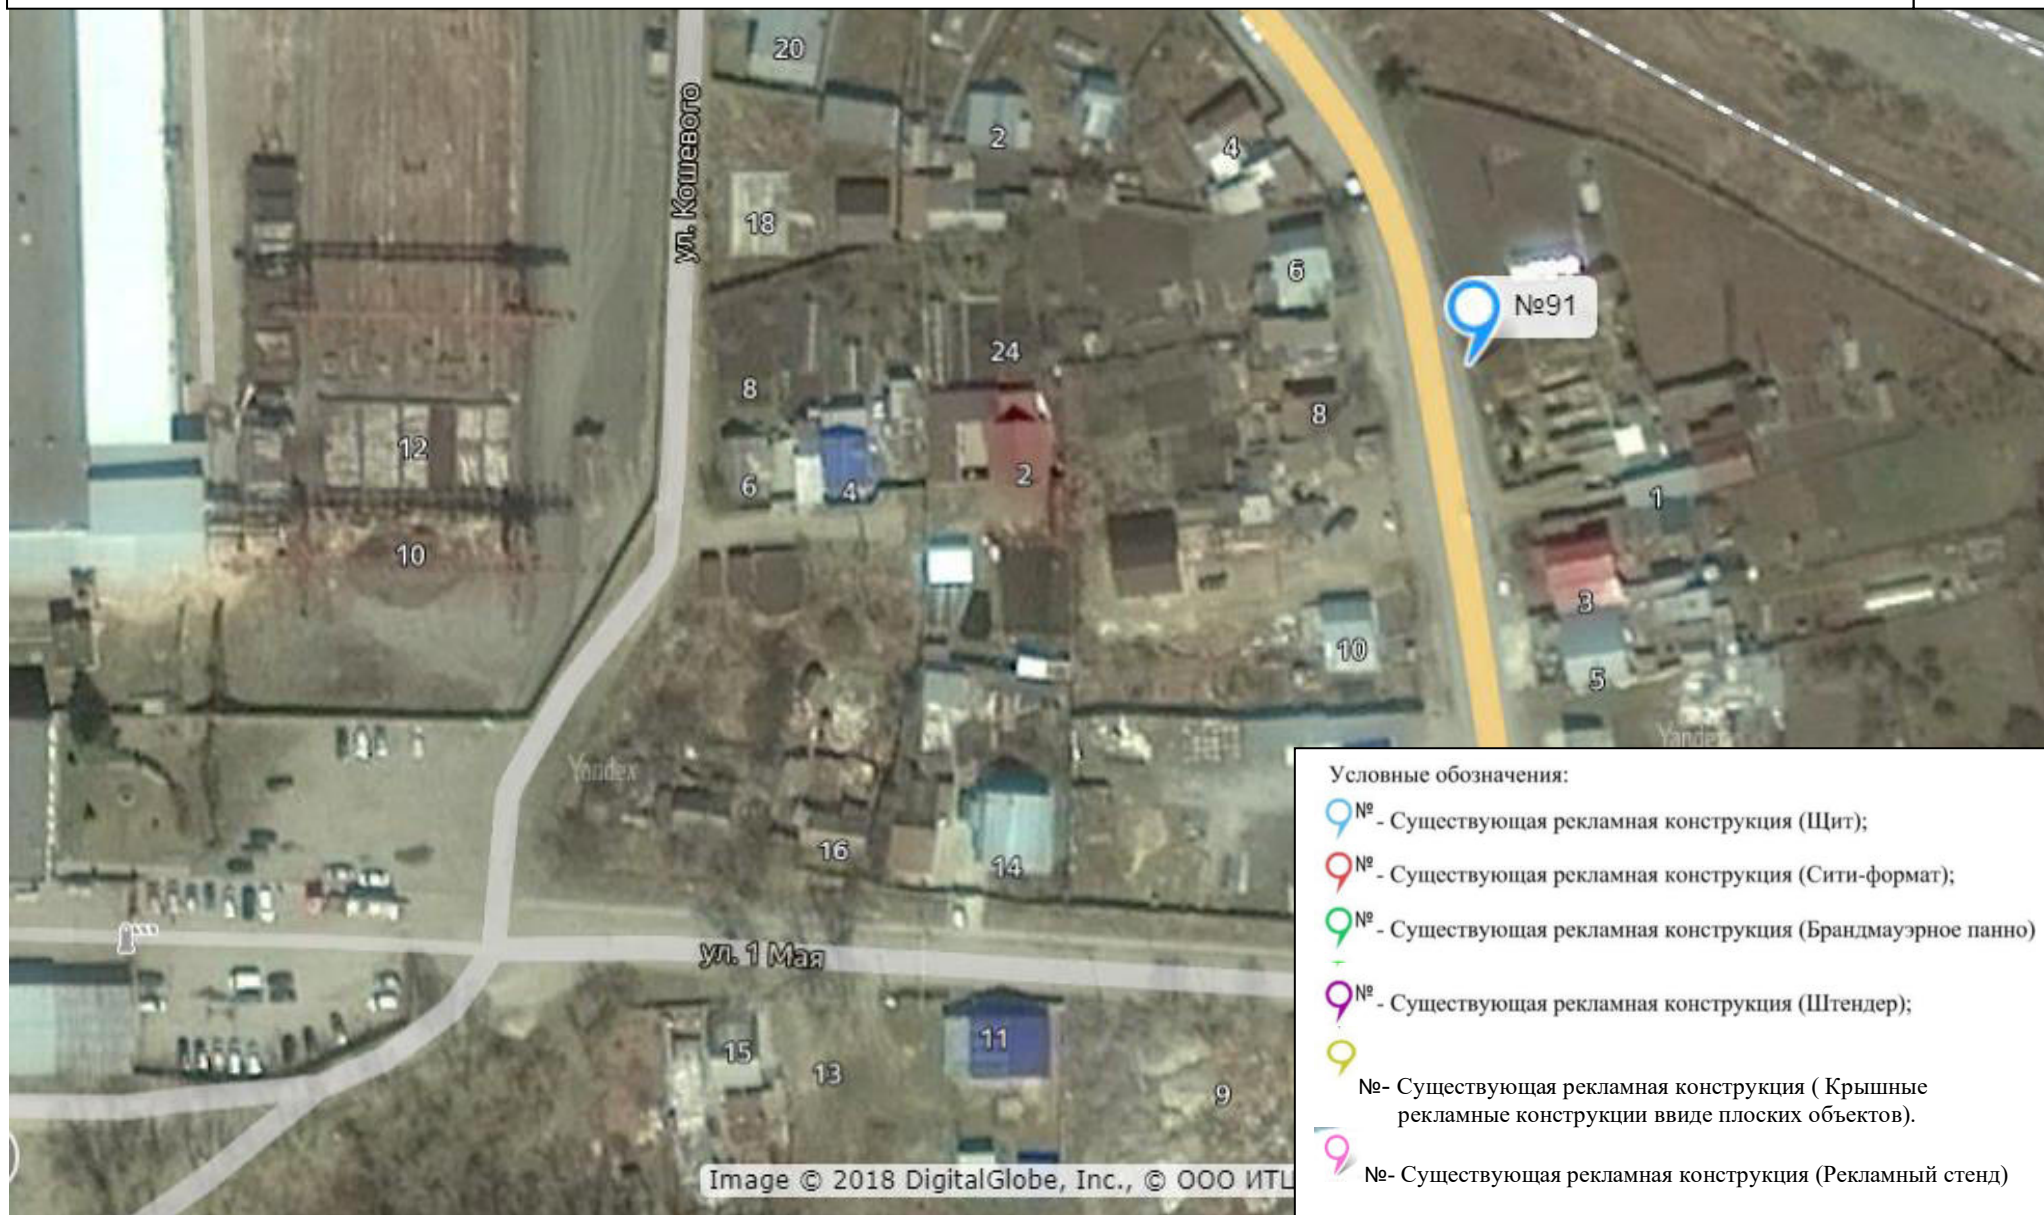 20
ул. Кошевого
2
4
18
6
№91
24
8
8
12
6
4
2
1
10
3
10
5
Yandex
Yandex
16
14
ул. 1 Мая
15
13
11
9
Image © 2018 DigitalGlobe, Inc., © ООО ИТЦ
Условные обозначения:
№ - Существующая рекламная конструкция (Щит);
№ - Существующая рекламная конструкция (Сити-формат);
№ - Существующая рекламная конструкция (Брандмауэрное панно)
№ - Существующая рекламная конструкция (Штендер);
№- Существующая рекламная конструкция ( Крышные
рекламные конструкции ввиде плоских объектов).
№- Существующая рекламная конструкция (Рекламный стенд)